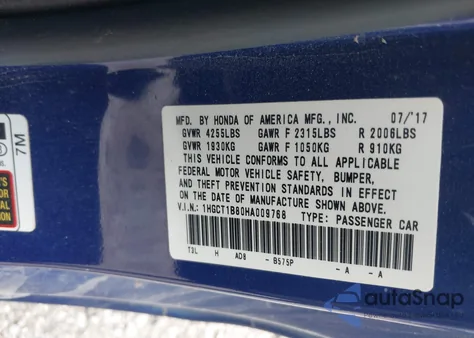 MFD. BY HONDA OF AMERICA MFG., INC. 07/'17
GVWR 4255LBS GAWR F 2315LBS R 2006LBS
GVWR 1930KG GAWR F 1050KG R 910KG
THIS VEHICLE CONFORMS TO ALL APPLICABLE
FEDERAL MOTOR VEHICLE SAFETY, BUMPER,
AND THEFT PREVENTION STANDARDS IN EFFECT
ON THE DATE OF MANUFACTURE SHOWN ABOVE.
V.I.N.: 1HGCT1B80HA009768 TYPE: PASSENGER CAR
T3L H AD8 - B575P - A - A
7M
autoSnap